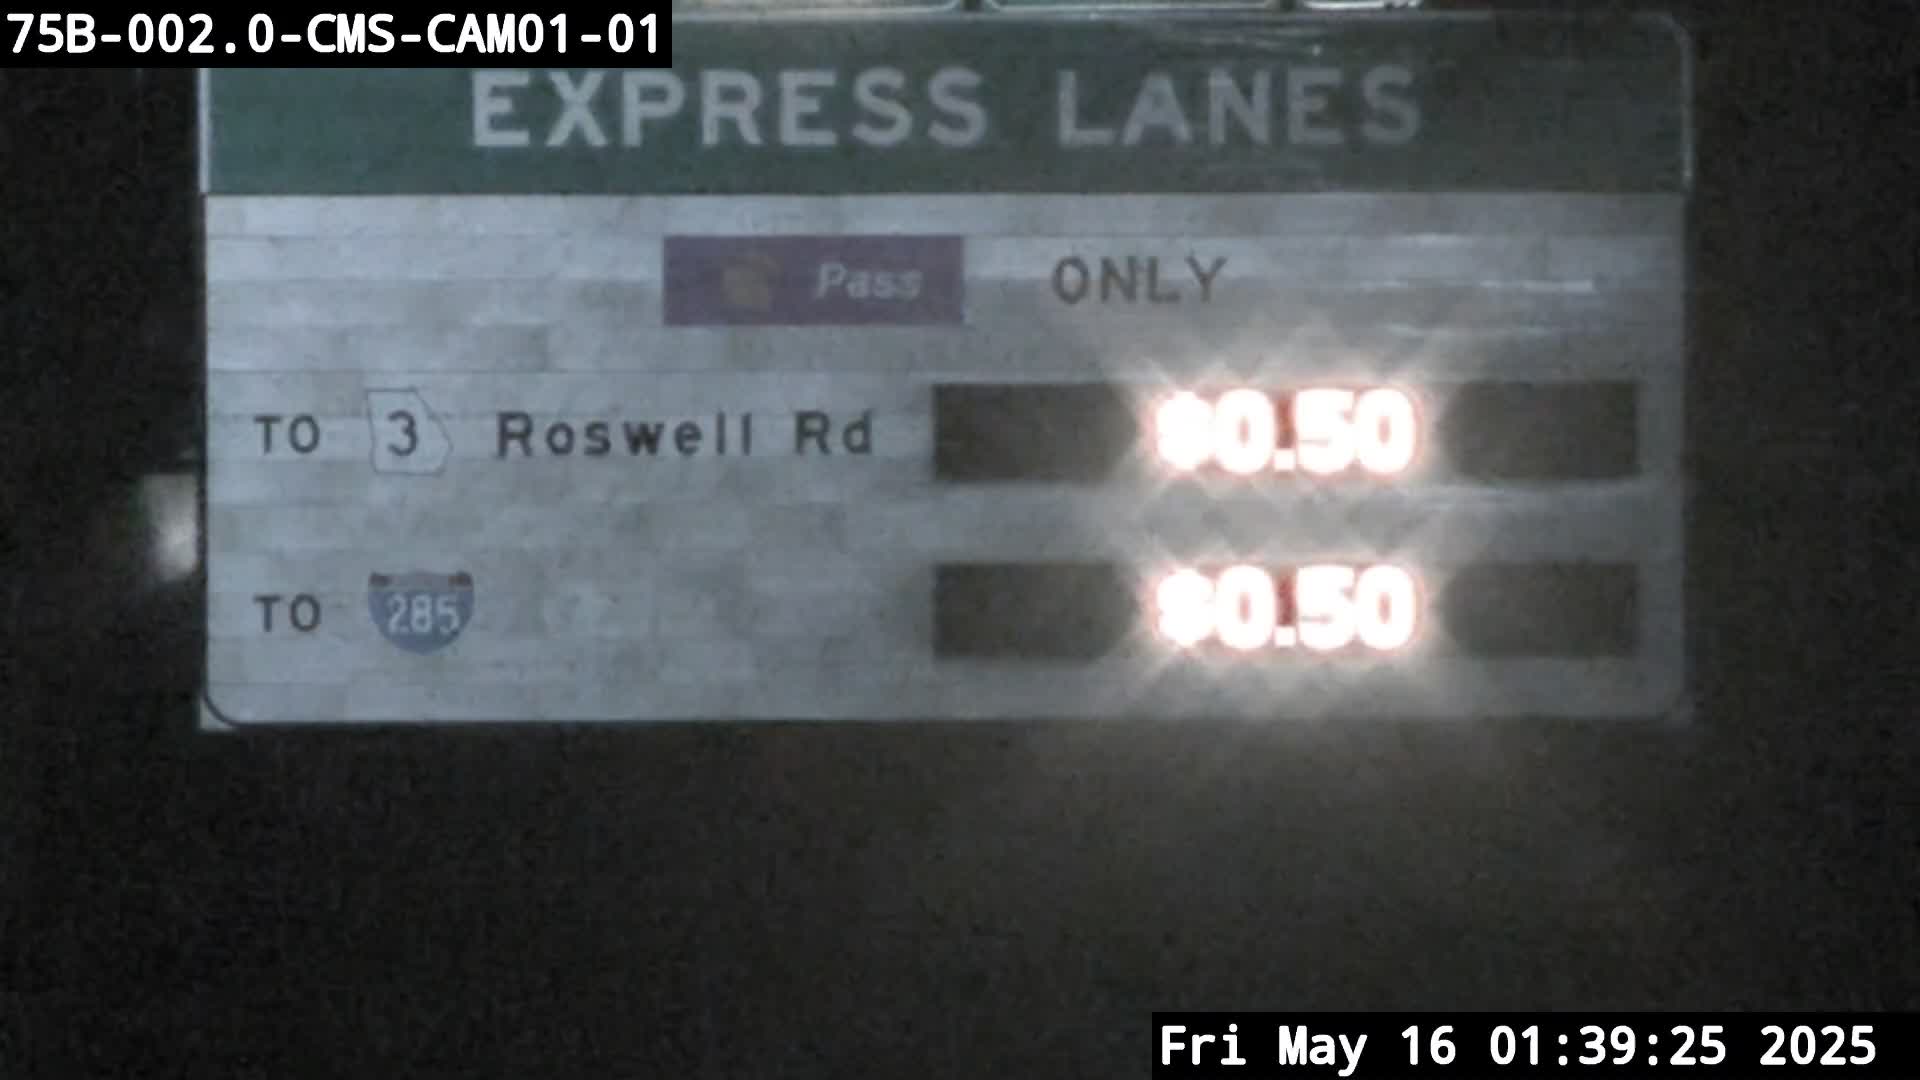 75B-002.0-CMS-CAM01-01
EXPRESS LANES
Pass ONLY
TO 3 Roswell Rd $0.50
TO 285 $0.50
Fri May 16 01:39:25 2025